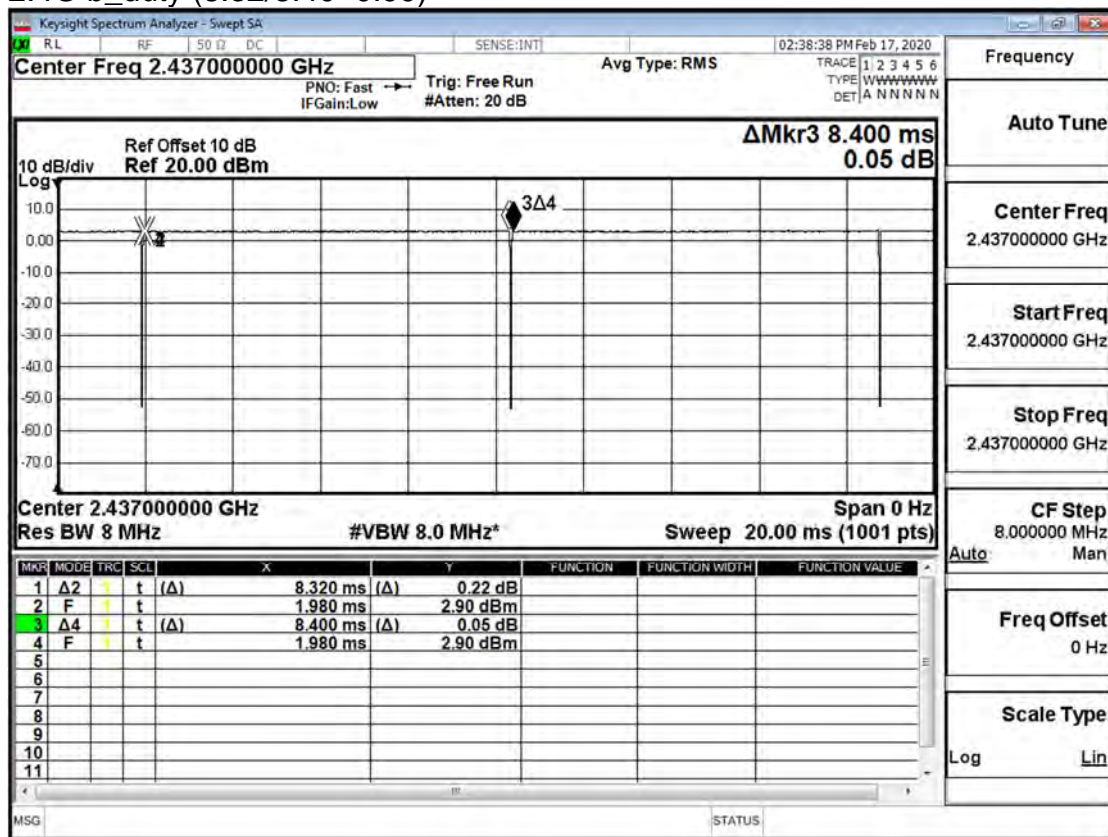 Keysight Spectrum Analyzer - Swept SA
RL RF 50 Ω DC SENSE:INT 02:38:38 PM Feb 17, 2020
Center Freq 2.437000000 GHz
Avg Type: RMS
TRACE 1 2 3 4 5 6
TYPE WWWWWW
DET A N N N N N
PNO: Fast
IFGain:Low
Trig: Free Run
#Atten: 20 dB
ΔMkr3 8.400 ms
0.05 dB
Ref Offset 10 dB
Ref 20.00 dBm
10 dB/div
Log
10.0
0.00
-10.0
-20.0
-30.0
-40.0
-50.0
-60.0
-70.0
3Δ4
Center 2.437000000 GHz Span 0 Hz
Res BW 8 MHz #VBW 8.0 MHz* Sweep 20.00 ms (1001 pts)
MKR MODE TRC SCL X Y FUNCTION FUNCTION WIDTH FUNCTION VALUE
1 Δ2 1 t (Δ) 8.320 ms (Δ) 0.22 dB
2 F 1 t 1.980 ms 2.90 dBm
3 Δ4 1 t (Δ) 8.400 ms (Δ) 0.05 dB
4 F 1 t 1.980 ms 2.90 dBm
5
6
7
8
9
10
11
MSG STATUS
Frequency
Auto Tune
Center Freq
2.437000000 GHz
Start Freq
2.437000000 GHz
Stop Freq
2.437000000 GHz
CF Step
8.000000 MHz
Auto Man
Freq Offset
0 Hz
Scale Type
Log Lin